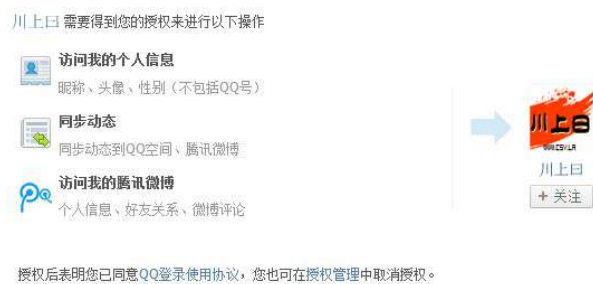 川上曰 需要得到您的授权来进行以下操作
访问我的个人信息
昵称、头像、性别（不包括QQ号）
同步动态
同步动态到QQ空间、腾讯微博
访问我的腾讯微博
个人信息、好友关系、微博评论
川上曰
WWW.CSY.LA
川上曰
+ 关注
授权后表明您已同意QQ登录使用协议，您也可在授权管理中取消授权。